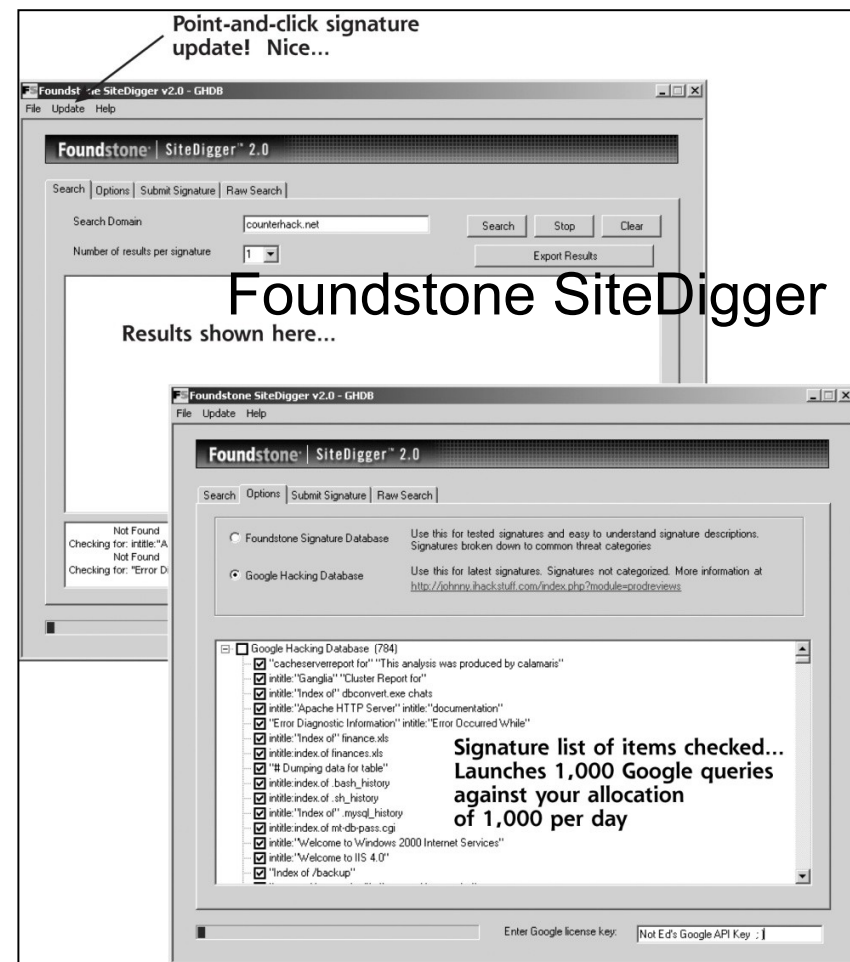 Point-and-click signature
update! Nice...
Foundstone SiteDigger v2.0 - GHDB
File Update Help
Foundstone | SiteDigger™ 2.0
Search Options Submit Signature Raw Search
Search Domain counterhack.net Search Stop Clear
Number of results per signature 1 Export Results
Foundstone SiteDigger
Results shown here...
Not Found
Checking for: intitle:"A
Not Found
Checking for: "Error Di
Foundstone SiteDigger v2.0 - GHDB
File Update Help
Foundstone | SiteDigger™ 2.0
Search Options Submit Signature Raw Search
Foundstone Signature Database Use this for tested signatures and easy to understand signature descriptions.
Signatures broken down to common threat categories
Google Hacking Database Use this for latest signatures. Signatures not categorized. More information at
http://johnny.ihackstuff.com/index.php?module=prodreviews
Google Hacking Database (784)
"cacheserverreport for" "This analysis was produced by calamaris"
intitle:"Ganglia" "Cluster Report for"
intitle:"Index of" dbconvert.exe chats
intitle:"Apache HTTP Server" intitle:"documentation"
"Error Diagnostic Information" intitle:"Error Occurred While"
intitle:"Index of" finance.xls
intitle:index.of finances.xls
"# Dumping data for table"
intitle:index.of .bash_history
intitle:index.of .sh_history
intitle:"Index of" .mysql_history
intitle:index.of mt-db-pass.cgi
intitle:"Welcome to Windows 2000 Internet Services"
intitle:"Welcome to IIS 4.0"
"Index of /backup"
Signature list of items checked...
Launches 1,000 Google queries
against your allocation
of 1,000 per day
Enter Google license key: Not Ed's Google API Key ; )